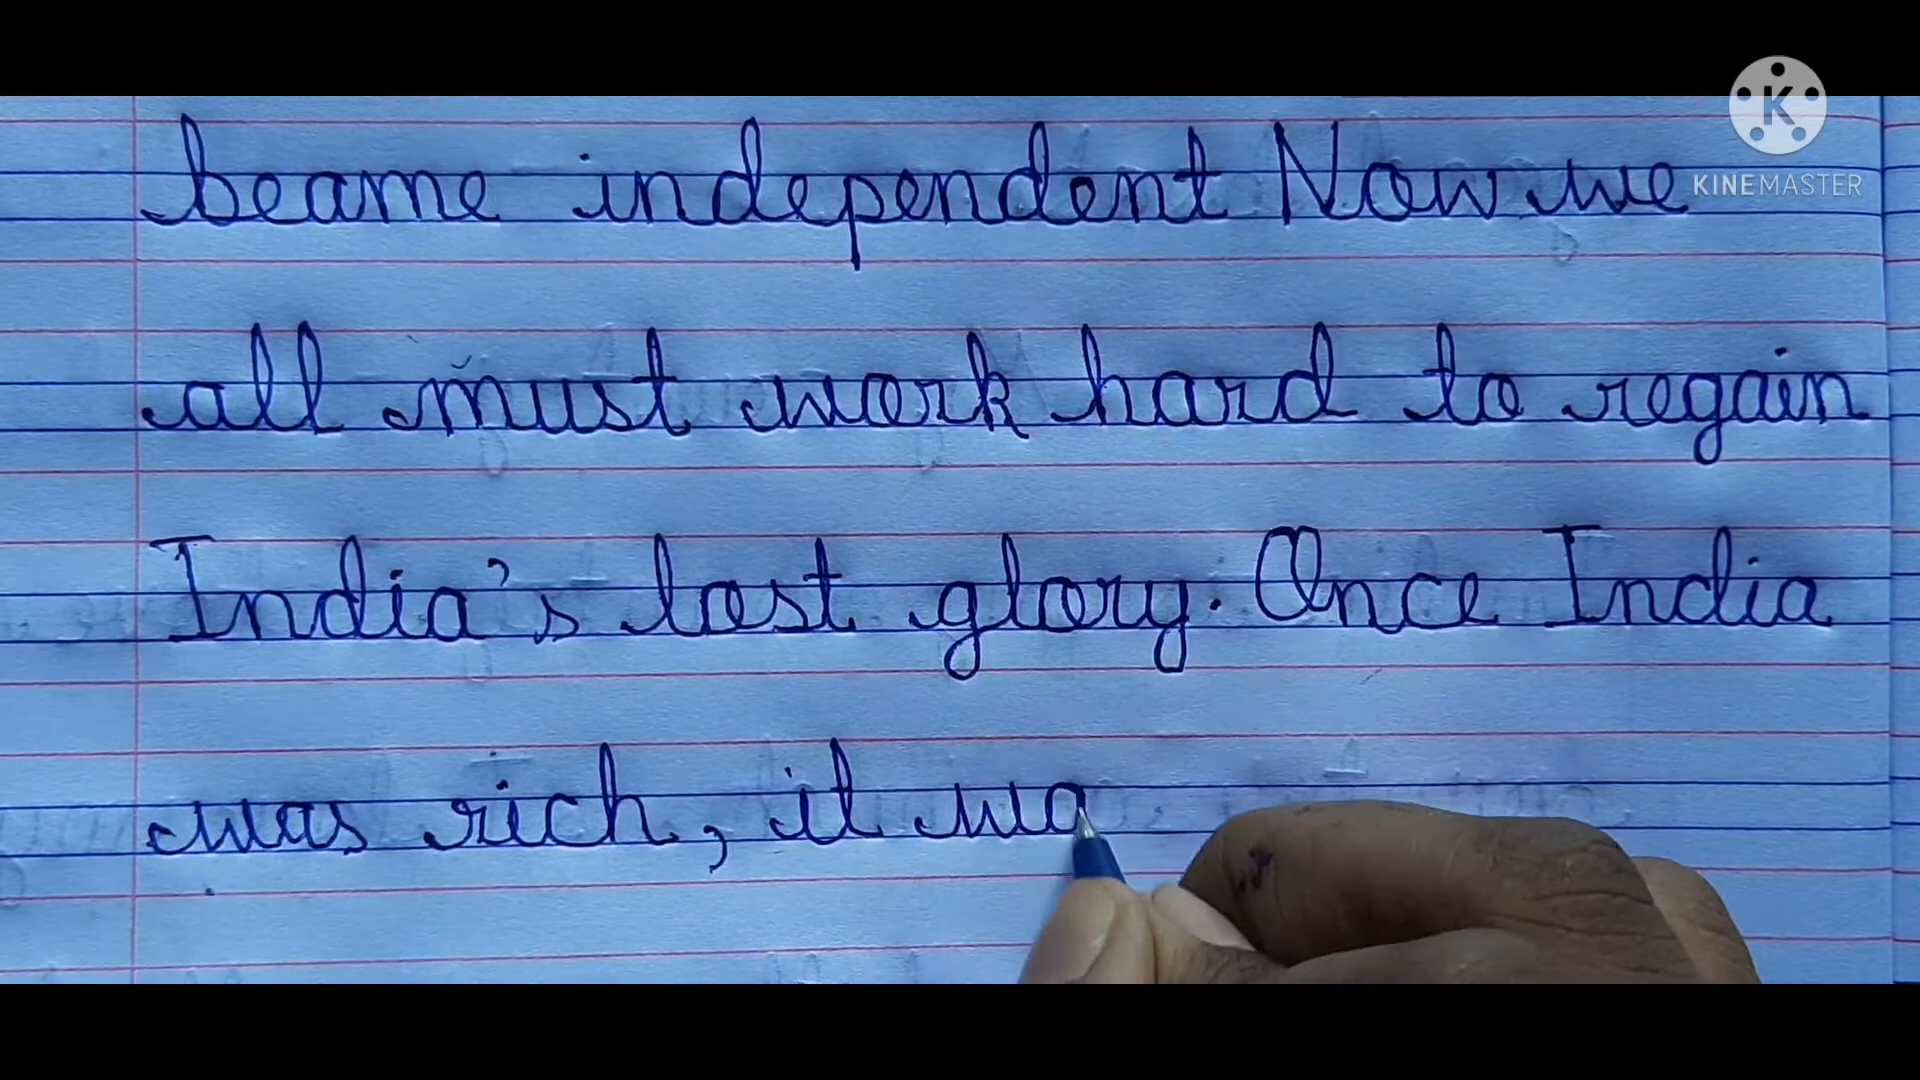 beame independent Now we
KINEMASTER
all must work hard to regain
India's lost glory. Once India
was rich, it wa